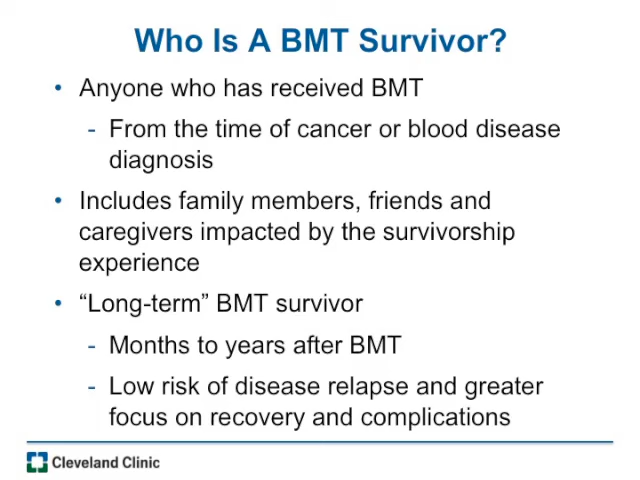 Who Is A BMT Survivor?
• Anyone who has received BMT
- From the time of cancer or blood disease
diagnosis
• Includes family members, friends and
caregivers impacted by the survivorship
experience
• “Long-term” BMT survivor
- Months to years after BMT
- Low risk of disease relapse and greater
focus on recovery and complications
Cleveland Clinic